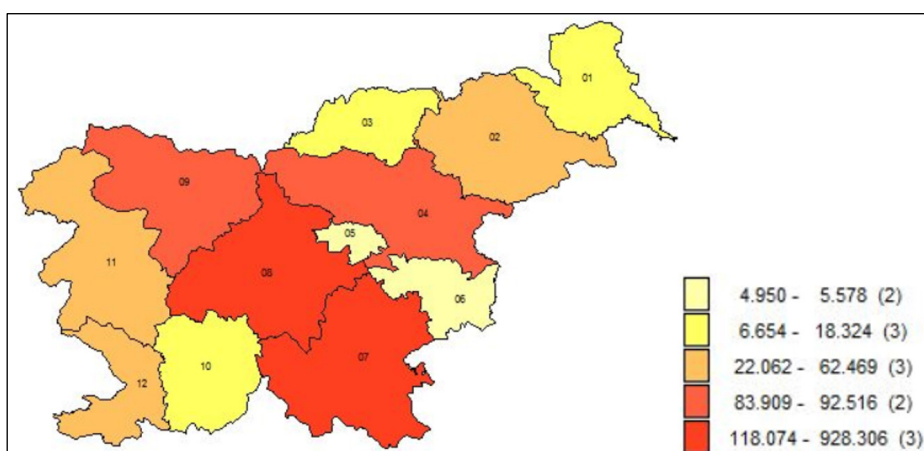 01
02
03
04
05
06
07
08
09
10
11
12
4.950 - 5.578 (2)
6.654 - 18.324 (3)
22.062 - 62.469 (3)
83.909 - 92.516 (2)
118.074 - 928.306 (3)